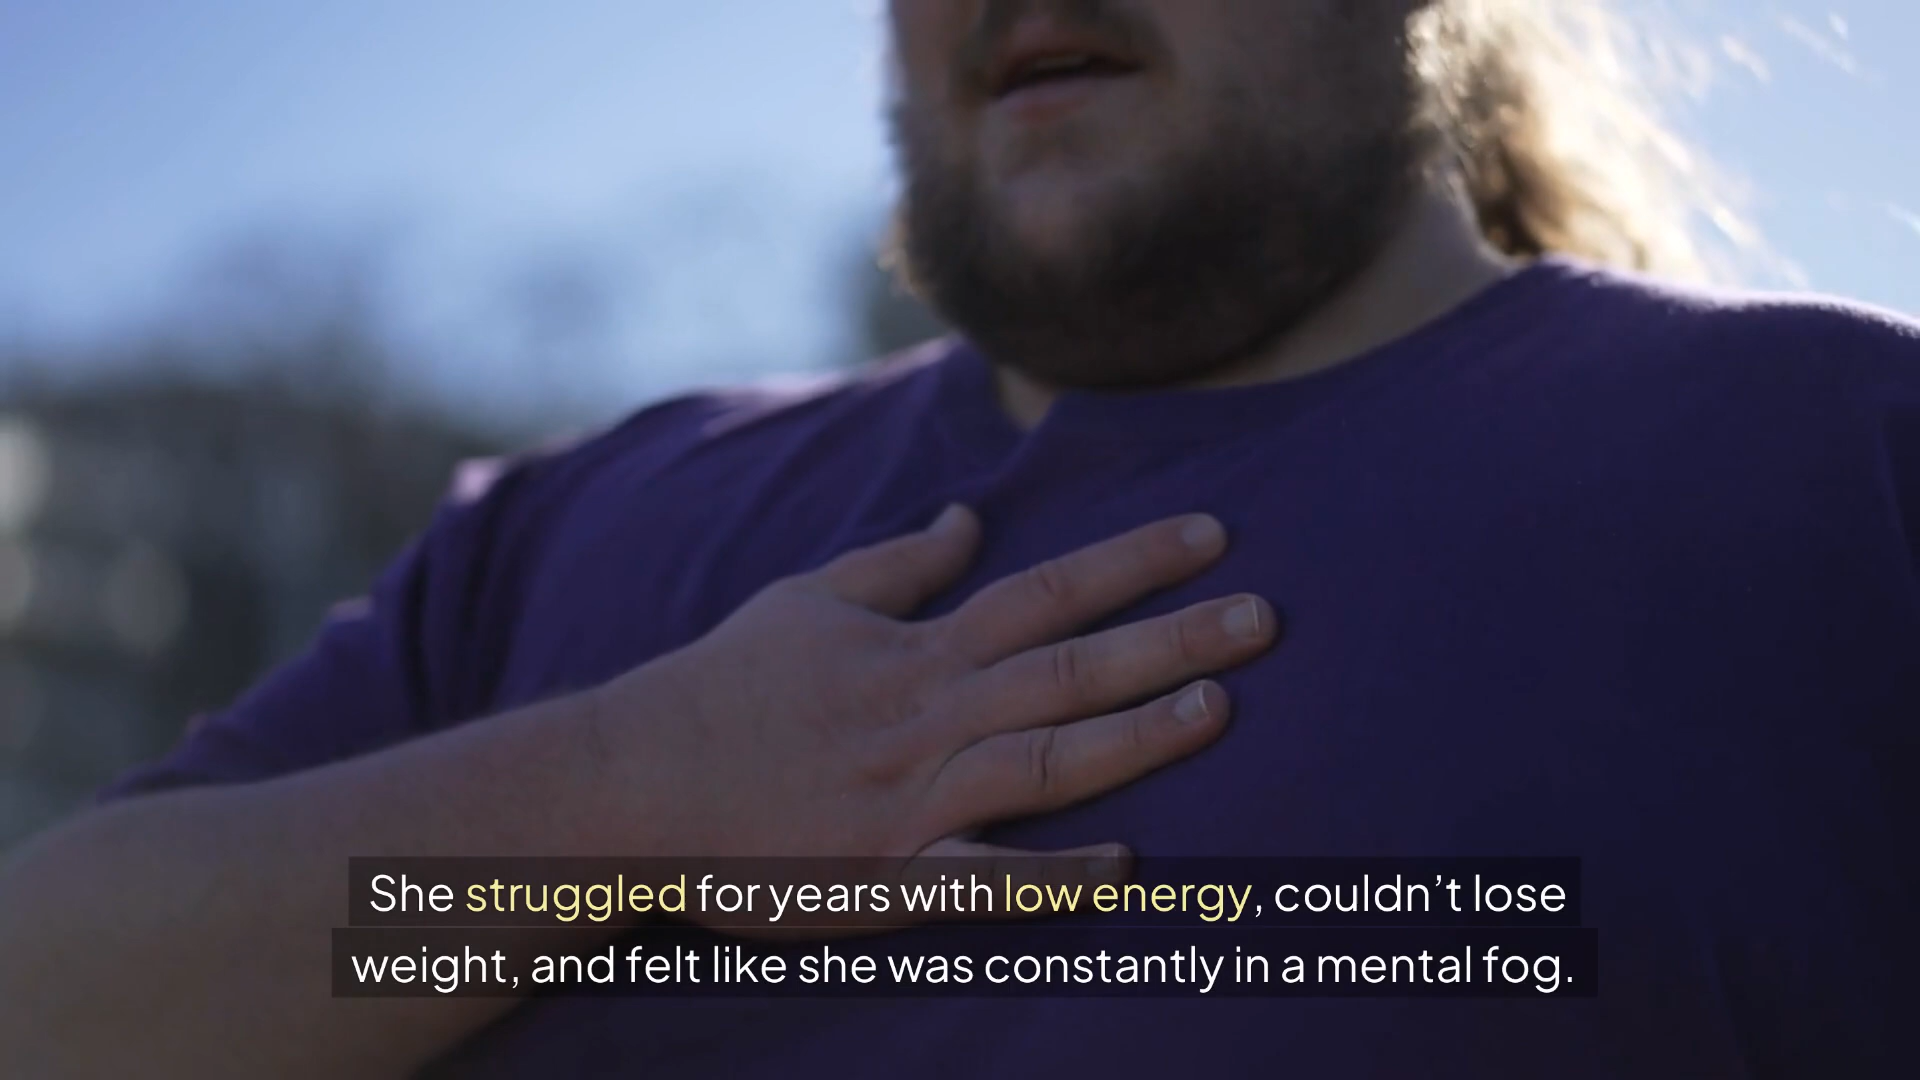 She struggled for years with low energy, couldn’t lose
weight, and felt like she was constantly in a mental fog.